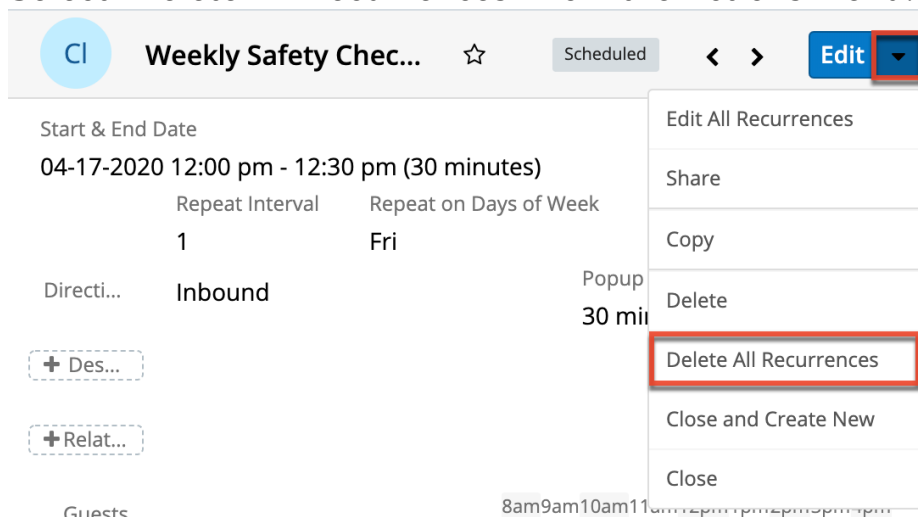 Cl Weekly Safety Chec... Scheduled Edit
Start & End Date
04-17-2020 12:00 pm - 12:30 pm (30 minutes)
Repeat Interval Repeat on Days of Week
1 Fri
Directi... Inbound
Popup
30
+ Des...
+ Relat...
Guests
8am9am10am
Edit All Recurrences
Share
Copy
Delete
Delete All Recurrences
Close and Create New
Close